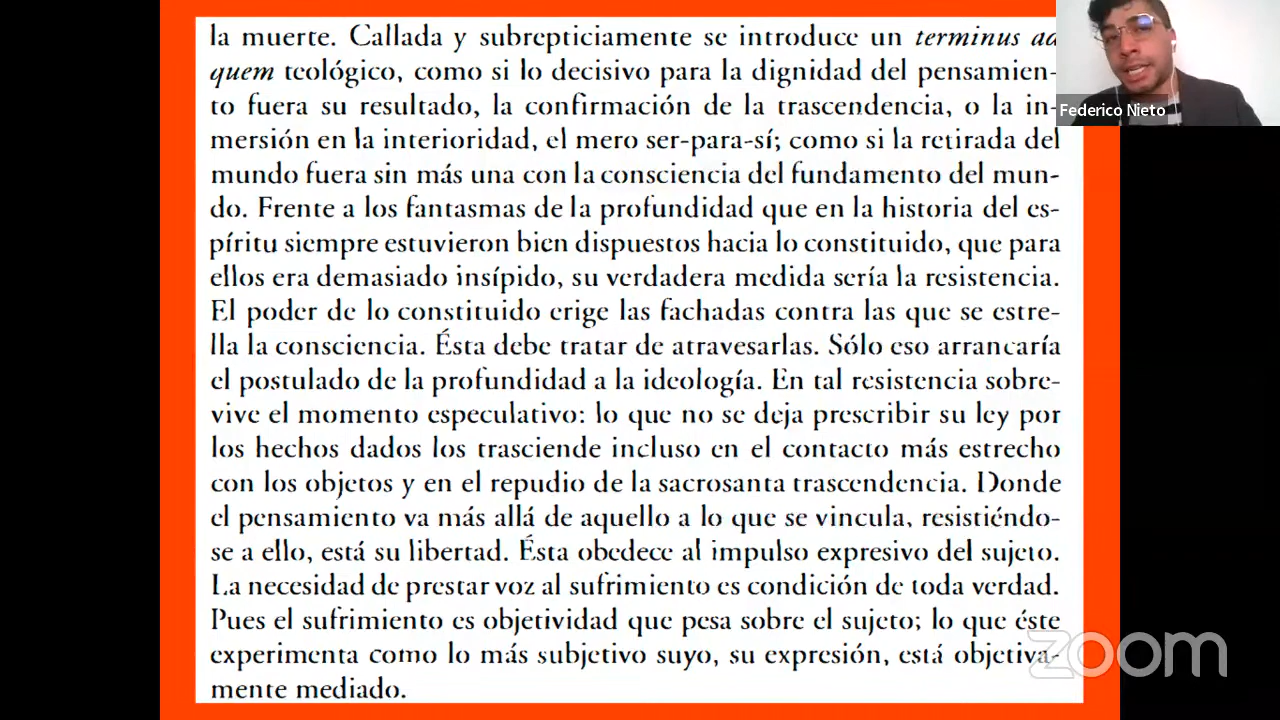 la muerte. Callada y subrepticiamente se introduce un terminus ad
quem teológico, como si lo decisivo para la dignidad del pensamien-
to fuera su resultado, la confirmación de la trascendencia, o la in-
mersión en la interioridad, el mero ser-para-sí; como si la retirada del
mundo fuera sin más una con la consciencia del fundamento del mun-
do. Frente a los fantasmas de la profundidad que en la historia del es-
píritu siempre estuvieron bien dispuestos hacia lo constituido, que para
ellos era demasiado insípido, su verdadera medida sería la resistencia.
El poder de lo constituido erige las fachadas contra las que se estre-
lla la consciencia. Ésta debe tratar de atravesarlas. Sólo eso arrancaría
el postulado de la profundidad a la ideología. En tal resistencia sobre-
vive el momento especulativo: lo que no se deja prescribir su ley por
los hechos dados los trasciende incluso en el contacto más estrecho
con los objetos y en el repudio de la sacrosanta trascendencia. Donde
el pensamiento va más allá de aquello a lo que se vincula, resistiéndo-
se a ello, está su libertad. Ésta obedece al impulso expresivo del sujeto.
La necesidad de prestar voz al sufrimiento es condición de toda verdad.
Pues el sufrimiento es objetividad que pesa sobre el sujeto; lo que éste
experimenta como lo más subjetivo suyo, su expresión, está objetiva-
mente mediado.
Federico Nieto
zoom